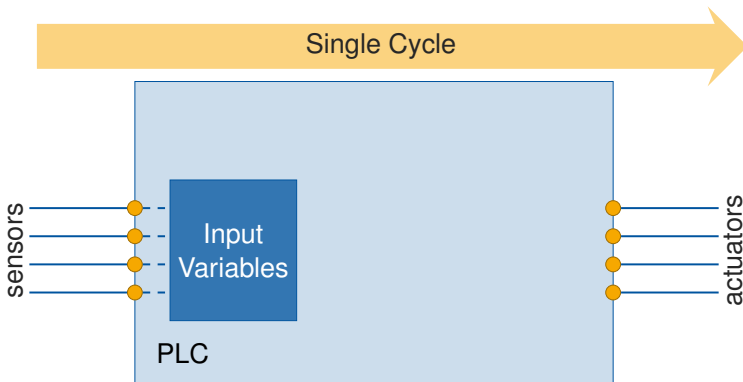 Single Cycle
sensors
Input
Variables
actuators
PLC